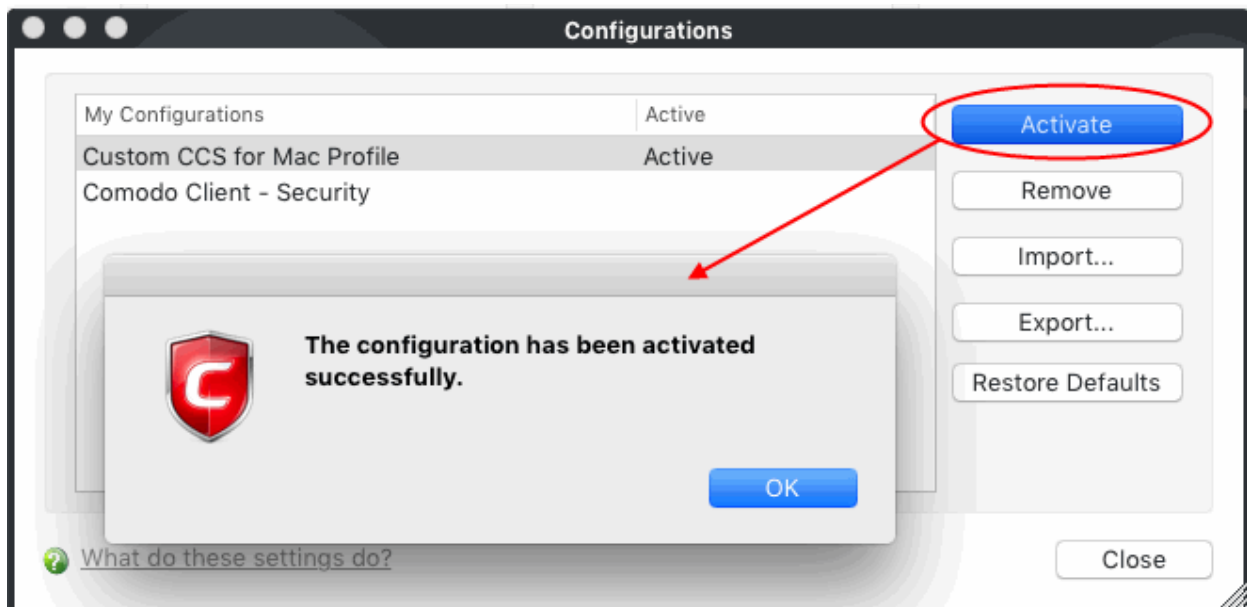 Configurations
My Configurations Active
Activate
Custom CCS for Mac Profile Active
Comodo Client - Security
Remove
Import...
Export...
Restore Defaults
The configuration has been activated
successfully.
C
OK
? What do these settings do?
Close